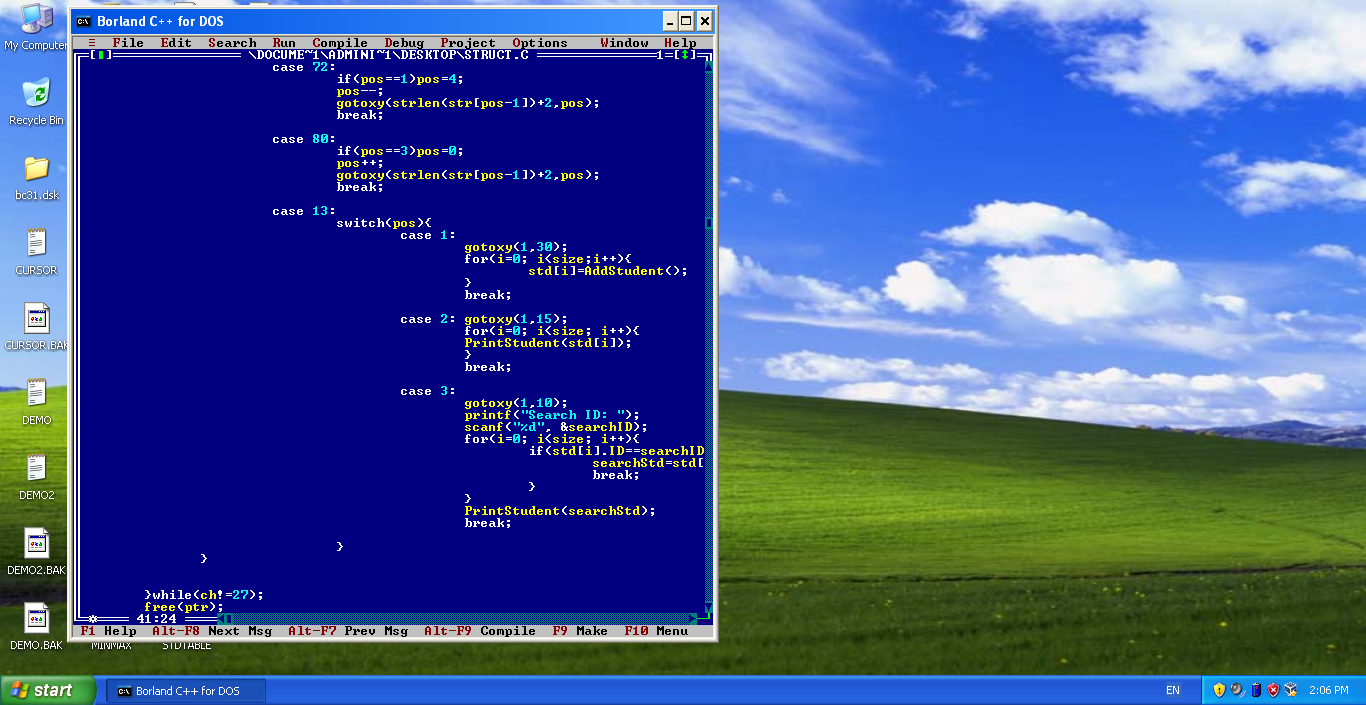 My Computer
Recycle Bin
bc31.dsk
CURSOR
CURSOR.BAK
DEMO
DEMO2
DEMO2.BAK
DEMO.BAK
MINMAX
STDTABLE
Borland C++ for DOS
≡ File Edit Search Run Compile Debug Project Options Window Help
\DOCUME~1\ADMINI~1\DESKTOP\STRUCT.C 1=[↕]
case 72:
if(pos==1)pos=4;
pos--;
gotoxy(strlen(str[pos-1])+2,pos);
break;
case 80:
if(pos==3)pos=0;
pos++;
gotoxy(strlen(str[pos-1])+2,pos);
break;
case 13:
switch(pos){
case 1:
gotoxy(1,30);
for(i=0; i<size;i++){
std[i]=AddStudent();
}
break;
case 2: gotoxy(1,15);
for(i=0; i<size; i++){
PrintStudent(std[i]);
}
break;
case 3:
gotoxy(1,10);
printf("Search ID: ");
scanf("%d", &searchID);
for(i=0; i<size; i++){
if(std[i].ID==searchID
searchStd=std[
break;
}
}
PrintStudent(searchStd);
break;
}
}
}while(ch!=27);
free(ptr);
41:24
F1 Help Alt-F8 Next Msg Alt-F7 Prev Msg Alt-F9 Compile F9 Make F10 Menu
start
Borland C++ for DOS
EN
2:06 PM